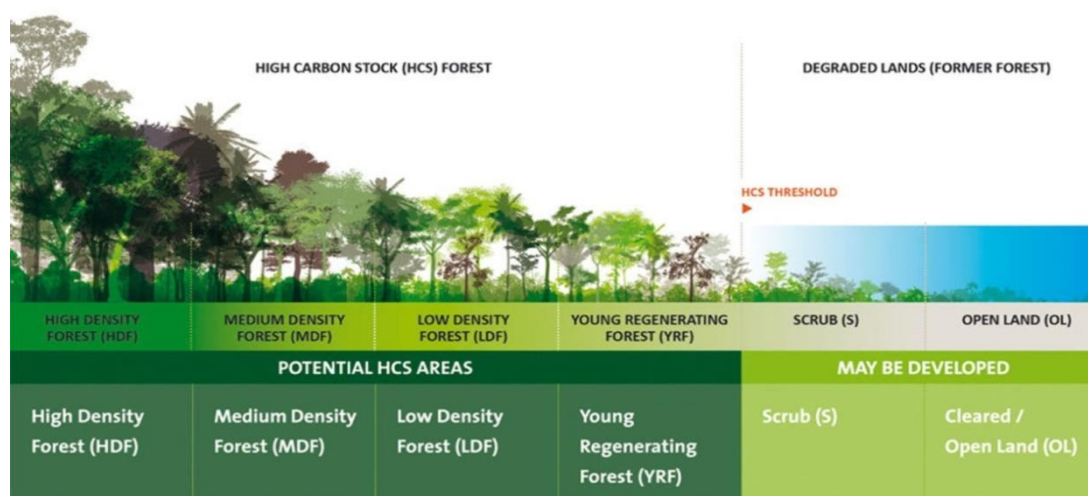 HIGH CARBON STOCK (HCS) FOREST
DEGRADED LANDS (FORMER FOREST)
HCS THRESHOLD
HIGH DENSITY
FOREST (HDF)
MEDIUM DENSITY
FOREST (MDF)
LOW DENSITY
FOREST (LDF)
YOUNG REGENERATING
FOREST (YRF)
SCRUB (S)
OPEN LAND (OL)
POTENTIAL HCS AREAS
MAY BE DEVELOPED
High Density
Forest (HDF)
Medium Density
Forest (MDF)
Low Density
Forest (LDF)
Young
Regenerating
Forest (YRF)
Scrub (S)
Cleared /
Open Land (OL)